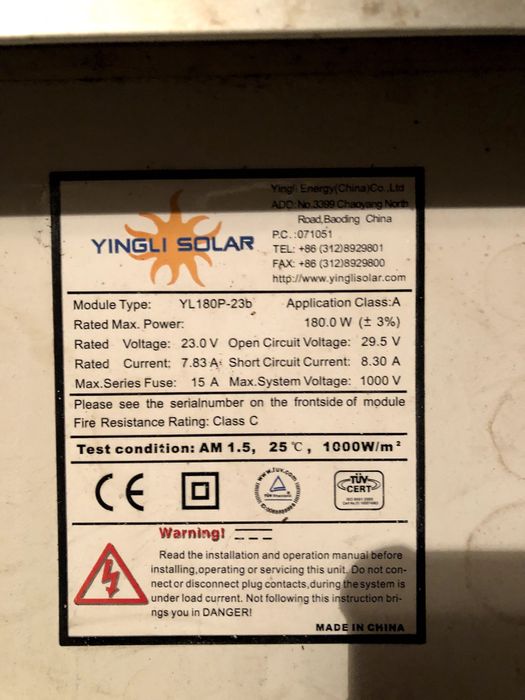 Yingli Energy(China)Co.,Ltd
ADD: No.3399 Chaoyang North
Road,Baoding China
P.C.:071051
TEL: +86 (312)8929801
FAX: +86 (312)8929800
http://www.yinglisolar.com
YINGLI SOLAR
Module Type: YL180P-23b Application Class:A
Rated Max. Power: 180.0 W (± 3%)
Rated Voltage: 23.0 V Open Circuit Voltage: 29.5 V
Rated Current: 7.83 A Short Circuit Current: 8.30 A
Max.Series Fuse: 15 A Max.System Voltage: 1000 V
Please see the serialnumber on the frontside of module
Fire Resistance Rating: Class C
Test condition: AM 1.5, 25℃, 1000W/m²
CE
www.tuv.com
TÜV Rheinland
TÜV
CERT
Warning!
Read the installation and operation manual before
installing,operating or servicing this unit. Do not con-
nect or disconnect plug contacts,during the system is
under load current. Not following this instruction bri-
ngs you in DANGER!
MADE IN CHINA